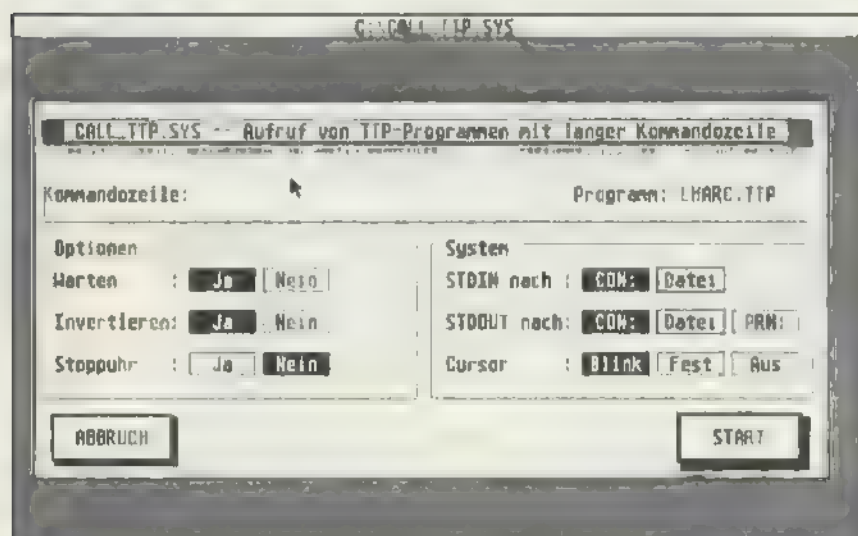 C:\CALL_TTP.SYS
CALL_TTP.SYS -- Aufruf von TTP-Programmen mit langer Kommandozeile
Kommandozeile: Programm: LHARC.TTP
Optionen
Warten : Ja Nein
Invertieren: Ja Nein
Stoppuhr : Ja Nein
System
STDIN nach : CON: Datei
STDOUT nach: CON: Datei PRN:
Cursor : Blink Fest Aus
ABBRUCH START